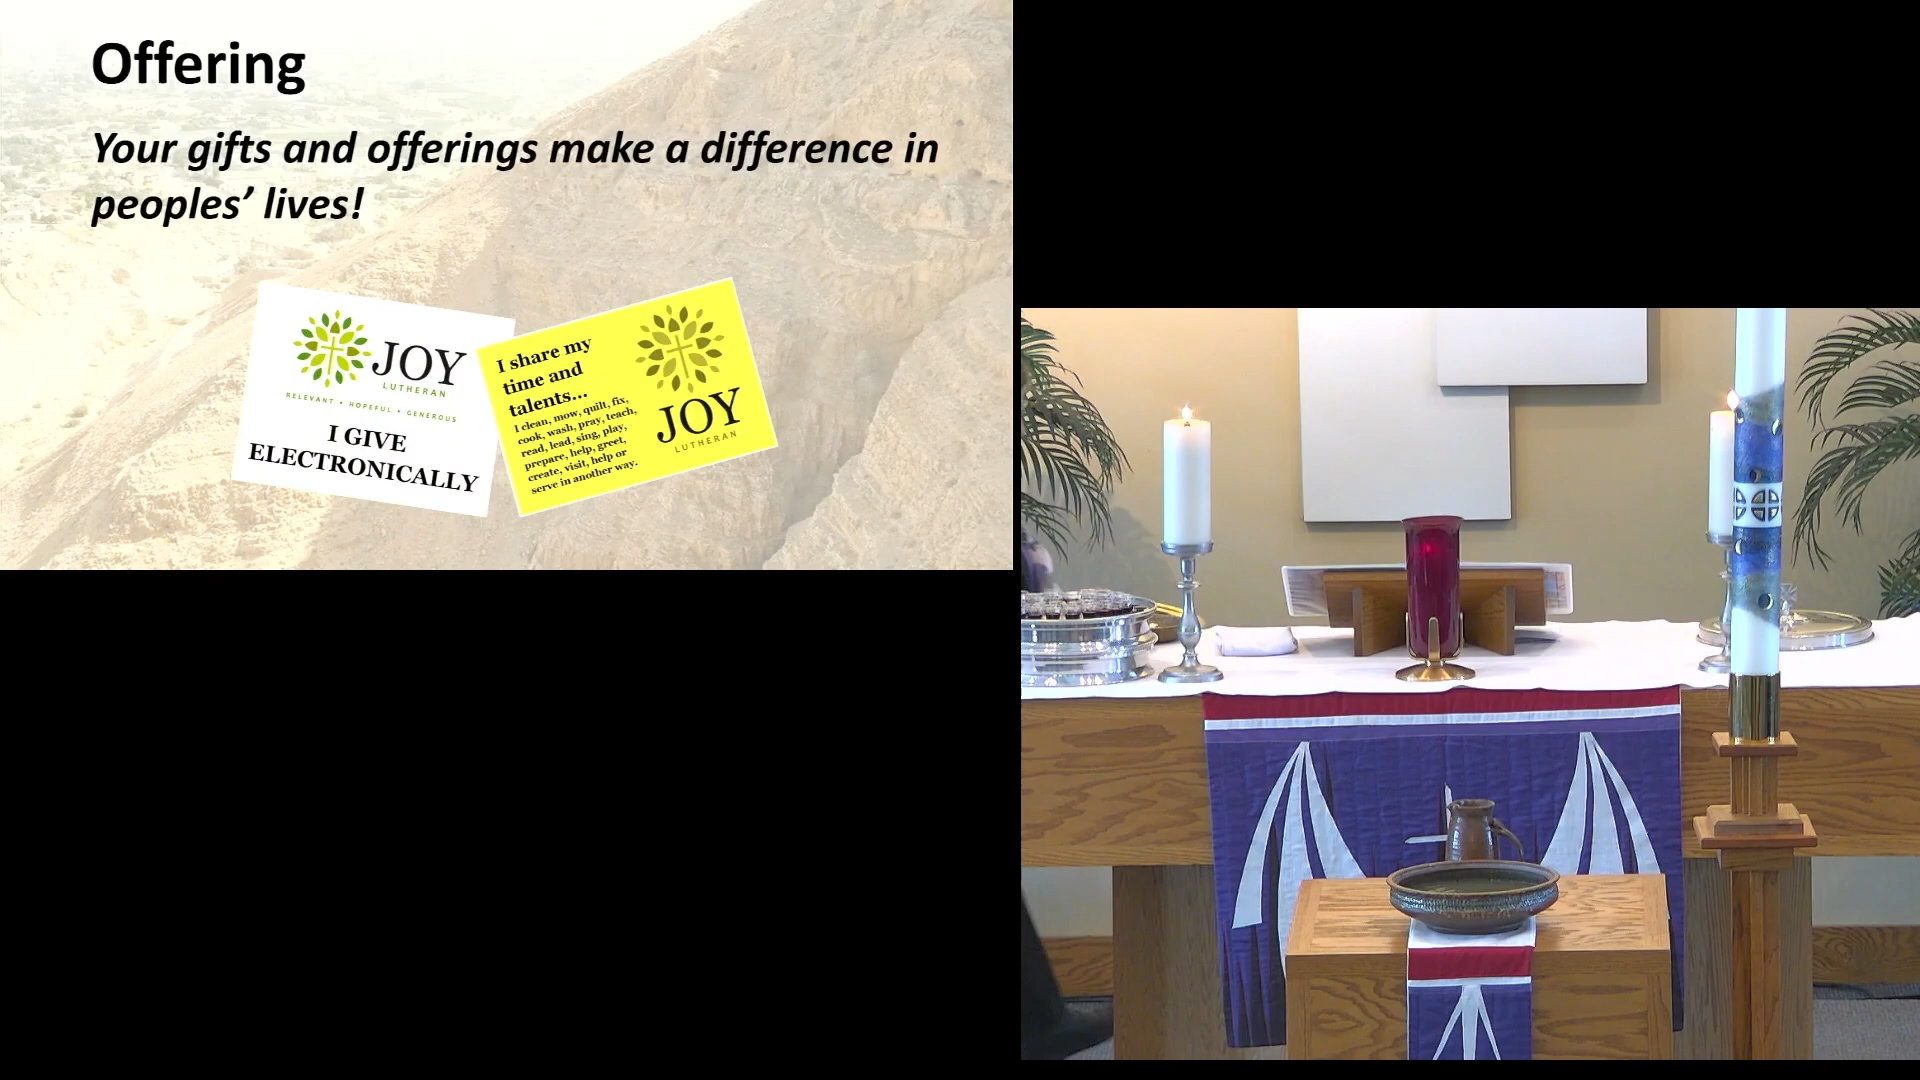 Offering
Your gifts and offerings make a difference in
peoples’ lives!
JOY
LUTHERAN
RELEVANT • HOPEFUL • GENEROUS
I GIVE
ELECTRONICALLY
I share my
time and
talents...
I clean, mow, quilt, fix,
cook, wash, pray, teach,
read, lead, sing, play,
prepare, help, greet,
create, visit, help or
serve in another way.
JOY
LUTHERAN